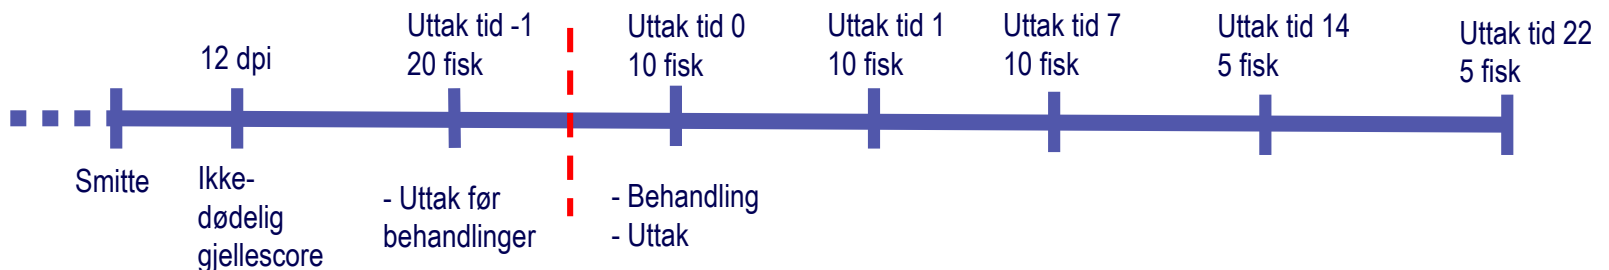 12 dpi
Uttak tid -1
20 fisk
Uttak tid 0
10 fisk
Uttak tid 1
10 fisk
Uttak tid 7
10 fisk
Uttak tid 14
5 fisk
Uttak tid 22
5 fisk
Smitte
Ikke-
dødelig
gjellescore
- Uttak før
behandlinger
- Behandling
- Uttak